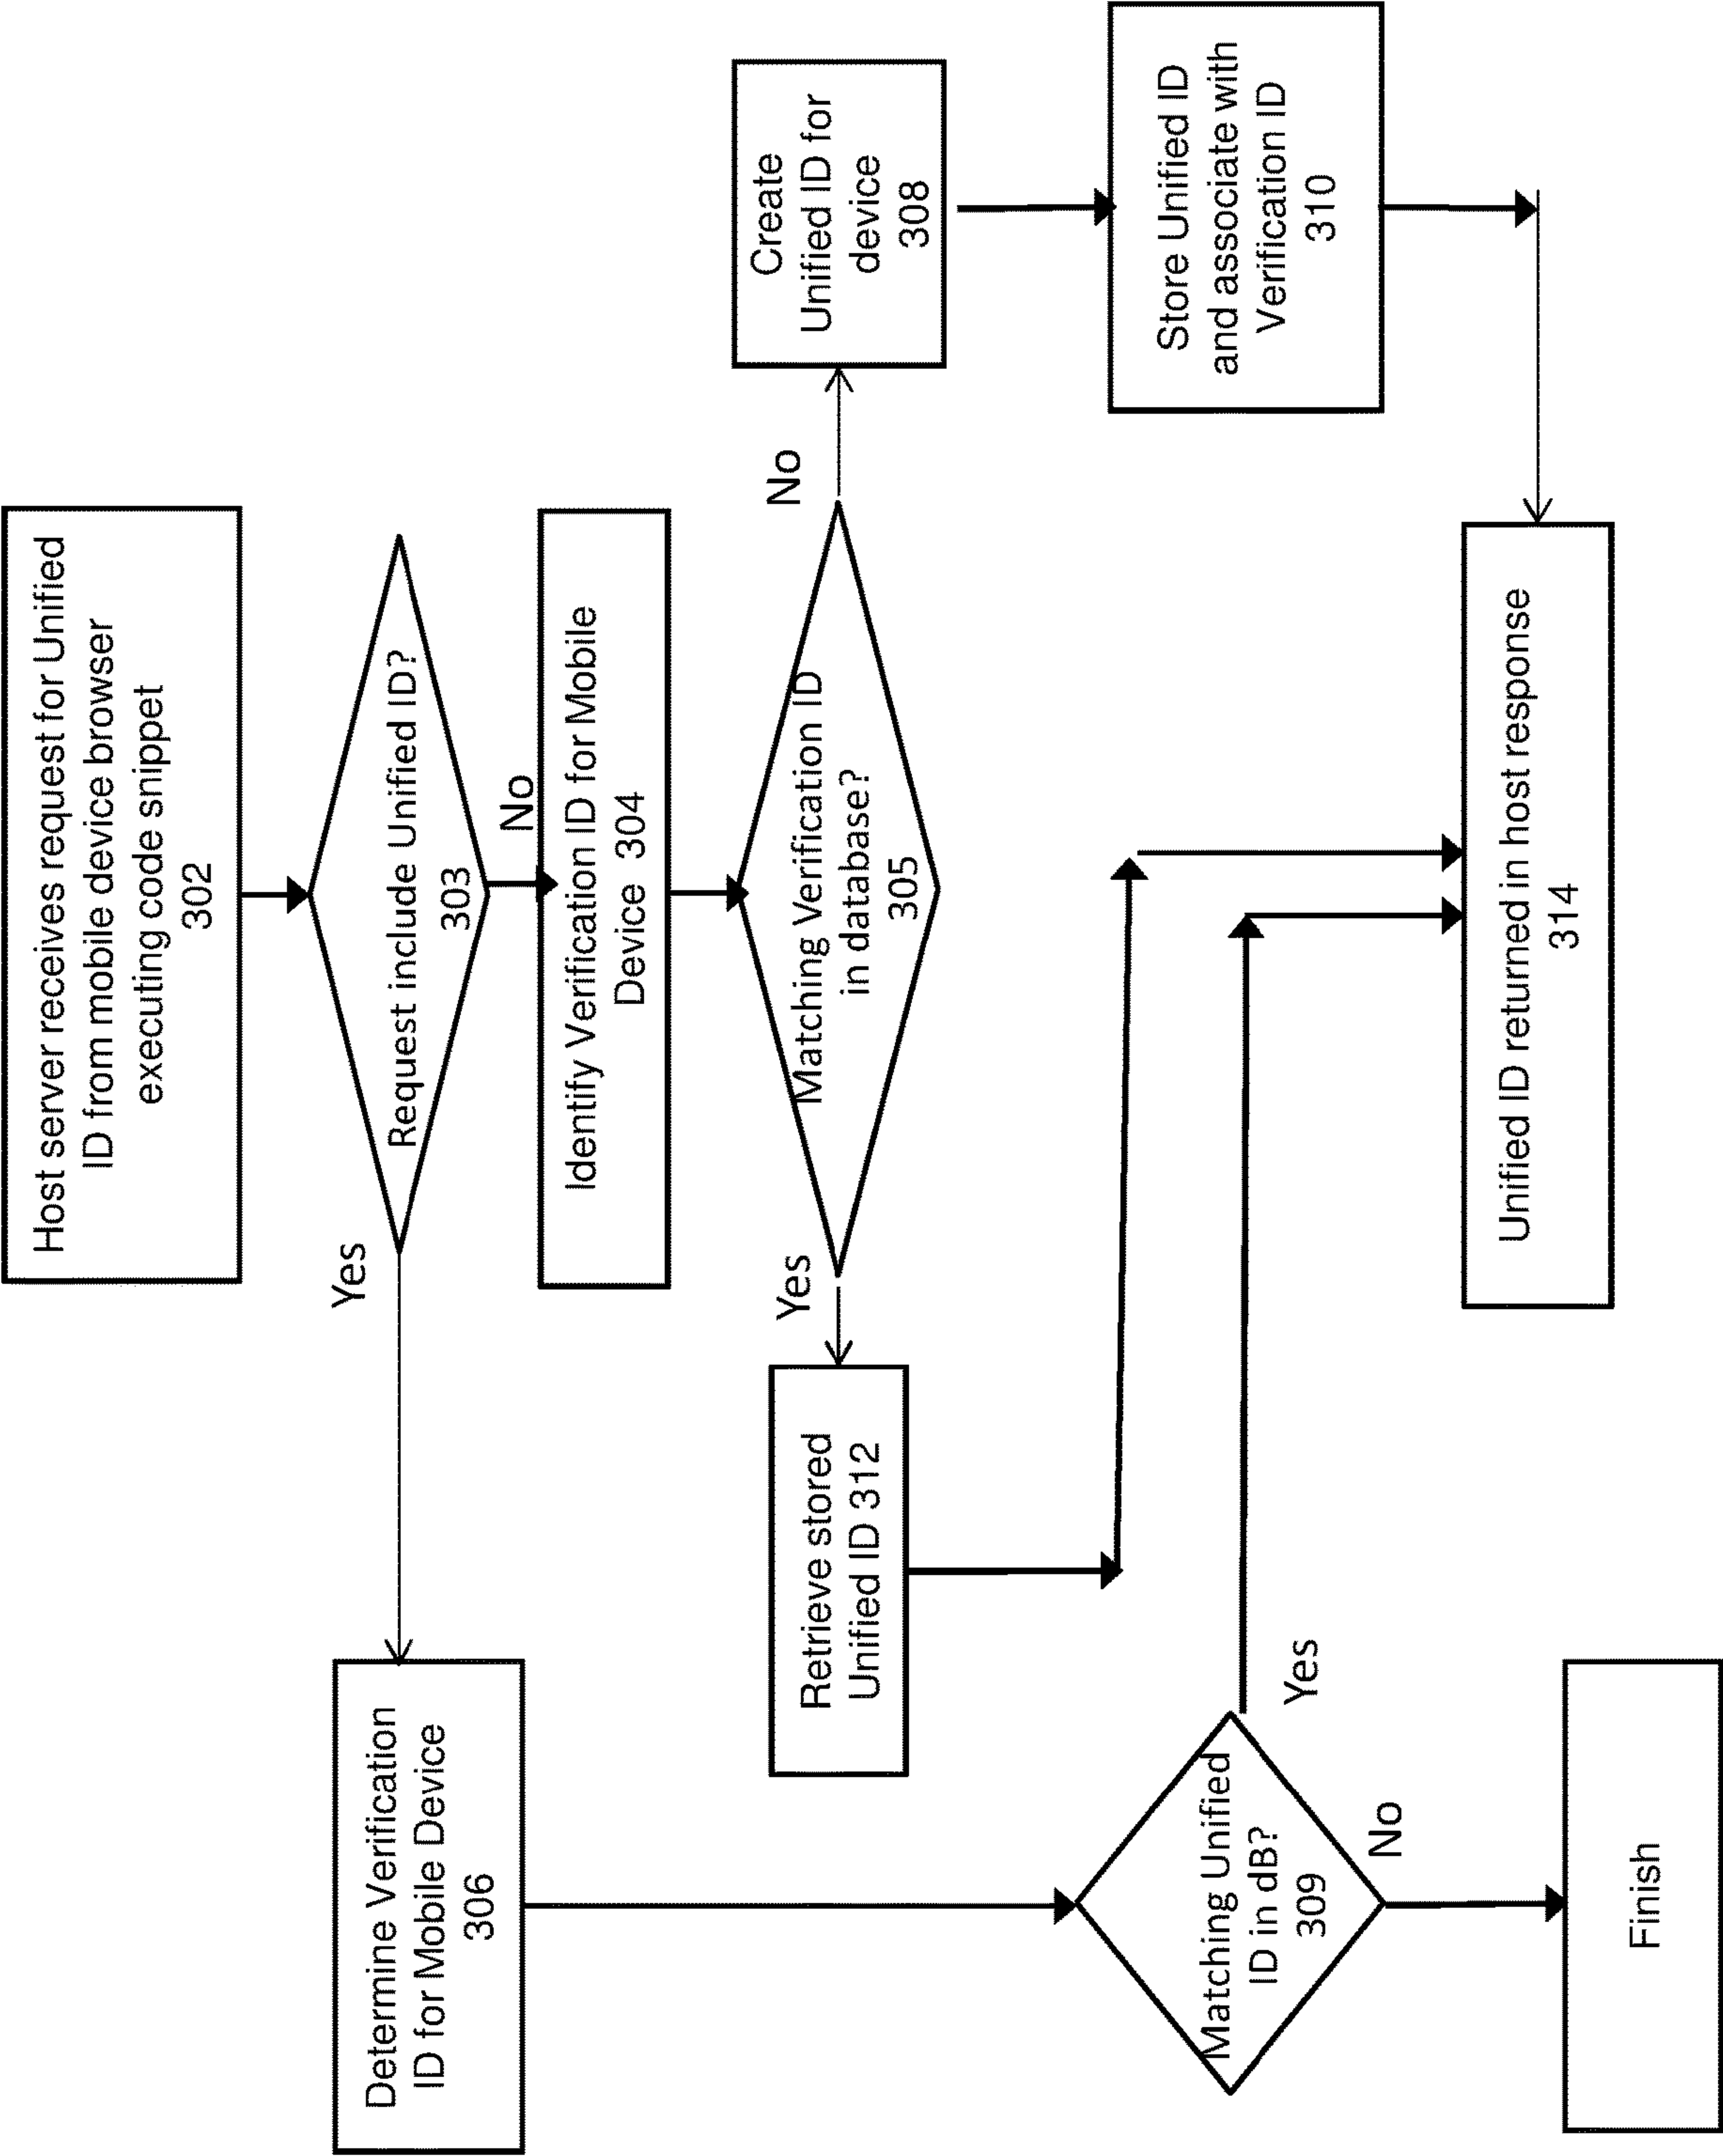 Host server receives request for Unified
ID from mobile device browser
executing code snippet
302
Yes
Request include Unified ID?
303
No
Determine Verification
ID for Mobile Device
306
Identify Verification ID for Mobile
Device 304
Yes
Matching Verification ID
in database?
305
No
Create
Unified ID for
device
308
Retrieve stored
Unified ID 312
Store Unified ID
and associate with
Verification ID
310
Matching Unified
ID in dB?
309
Yes
No
Unified ID returned in host response
314
Finish